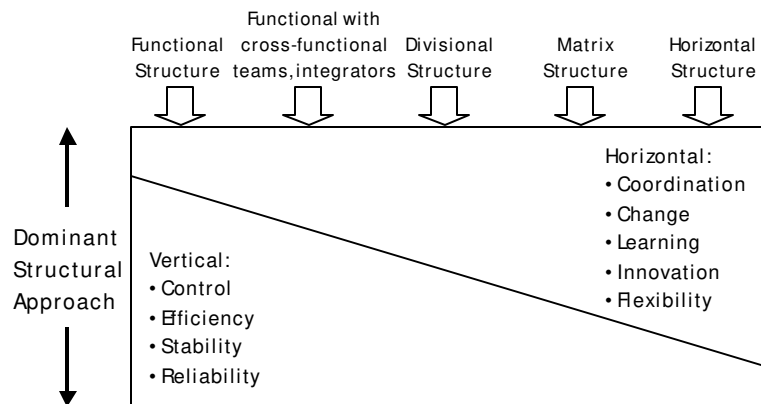 Functional
Structure
Functional with
cross-functional
teams, integrators
Divisional
Structure
Matrix
Structure
Horizontal
Structure
Dominant
Structural
Approach
Vertical:
• Control
• Efficiency
• Stability
• Reliability
Horizontal:
• Coordination
• Change
• Learning
• Innovation
• Flexibility